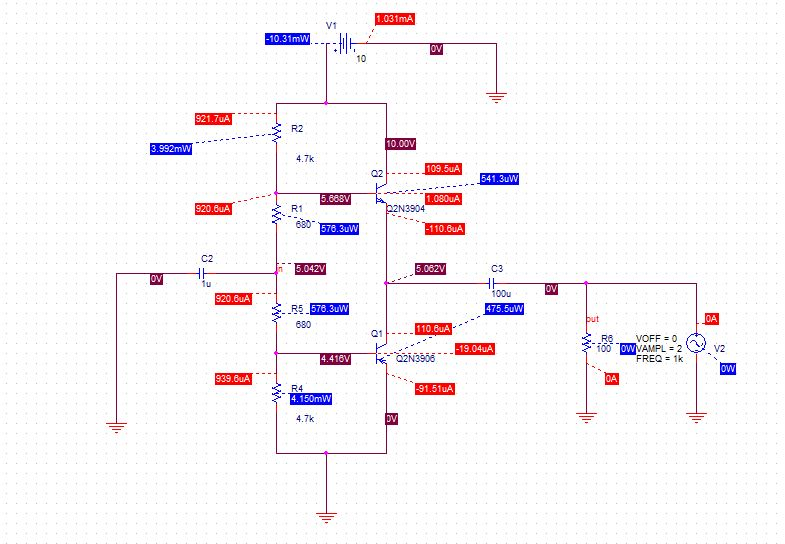 1.031mA
V1
-10.31mW
0V
10
921.7uA
R2
3.992mW
10.00V
4.7k
Q2
109.5uA
541.3uW
5.668V
1.080uA
920.6uA
R1
Q2N3904
680
576.3uW
-110.6uA
C2
n
5.042V
5.062V
C3
0V
1u
0V
100u
920.6uA
R5
576.3uW
475.5uW
680
out
0A
Q1
110.6uA
R6
VOFF = 0
100
0W
VAMPL = 2
V2
FREQ = 1k
-19.04uA
4.416V
Q2N3906
0W
939.6uA
R4
-91.51uA
0A
4.150mW
4.7k
0V